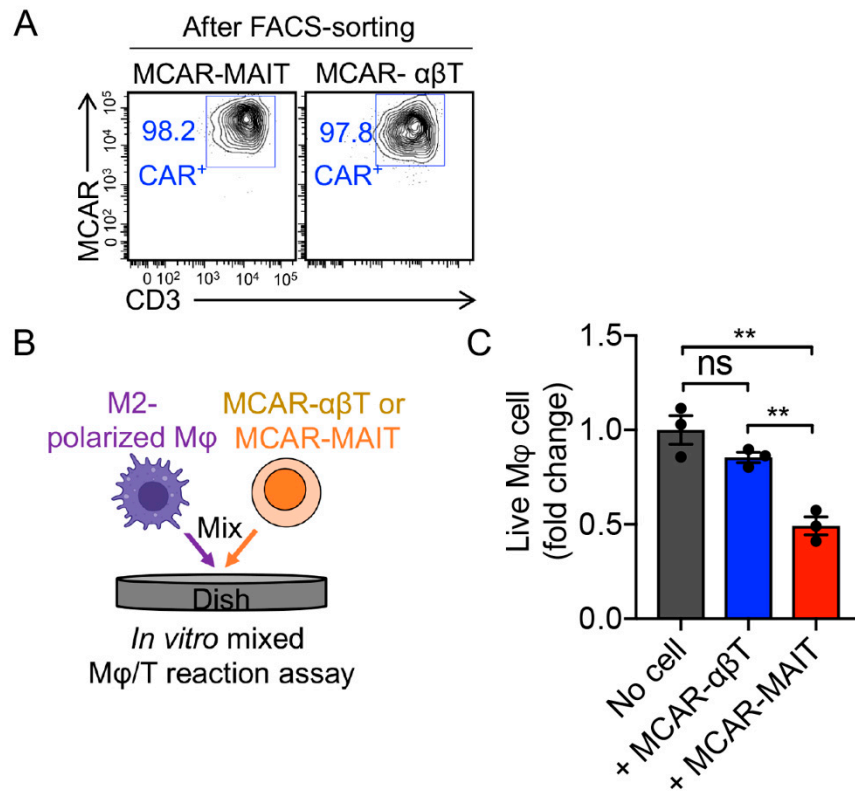 A
After FACS-sorting
MCAR-MAIT MCAR- αβT
MCAR
10⁵
10⁴
10³
0 10²
98.2
CAR⁺
97.8
CAR⁺
0 10² 10³ 10⁴ 10⁵
CD3
B
M2-
polarized Mφ
MCAR-αβT or
MCAR-MAIT
Mix
Dish
In vitro mixed
Mφ/T reaction assay
C
Live Mφ cell
(fold change)
1.5
1.0
0.5
0.0
**
ns
**
No cell
+ MCAR-αβT
+ MCAR-MAIT